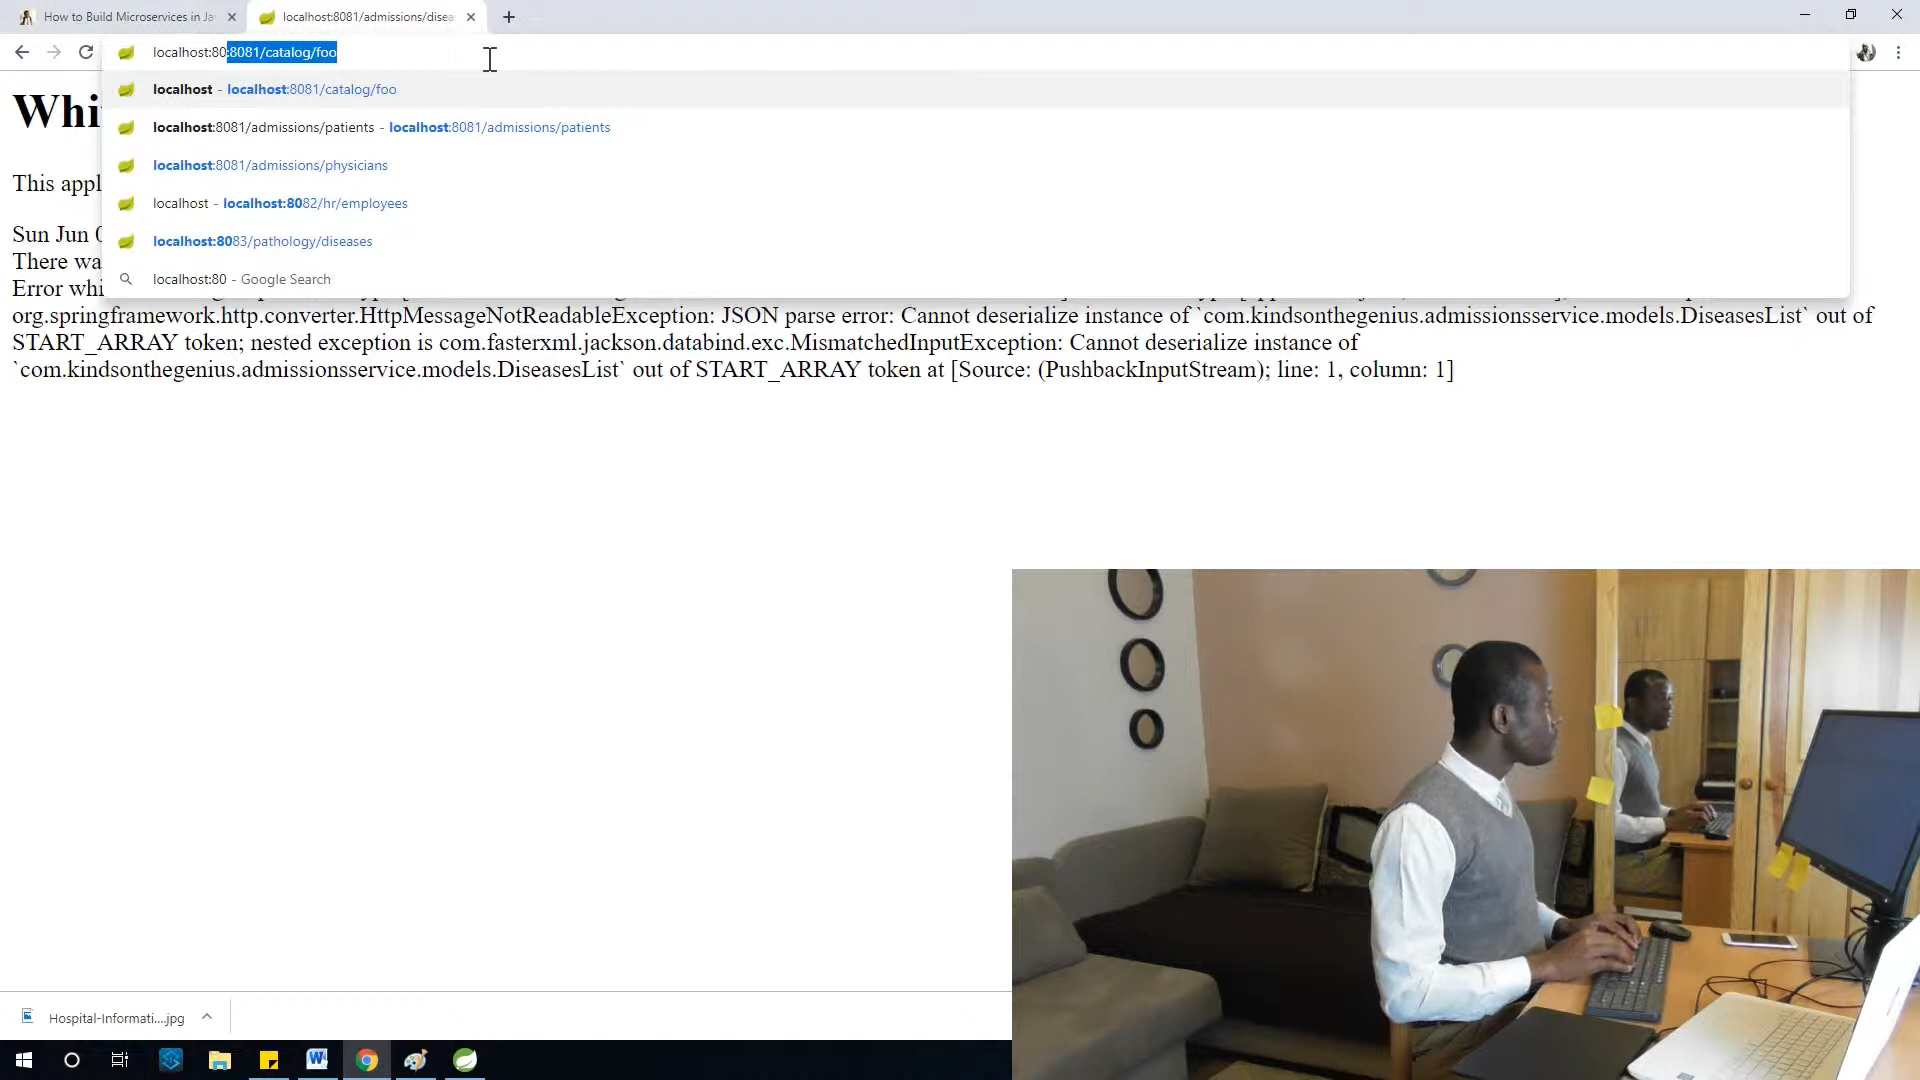 How to Build Microservices in Ja
localhost:8081/admissions/disea
localhost:80:8081/catalog/foo
localhost - localhost:8081/catalog/foo
localhost:8081/admissions/patients - localhost:8081/admissions/patients
localhost:8081/admissions/physicians
localhost - localhost:8082/hr/employees
localhost:8083/pathology/diseases
localhost:80 - Google Search
Whi
This appl
Sun Jun
There wa
Error whi
org.springframework.http.converter.HttpMessageNotReadableException: JSON parse error: Cannot deserialize instance of `com.kindsonthegenius.admissionsservice.models.DiseasesList` out of
START_ARRAY token; nested exception is com.fasterxml.jackson.databind.exc.MismatchedInputException: Cannot deserialize instance of
`com.kindsonthegenius.admissionsservice.models.DiseasesList` out of START_ARRAY token at [Source: (PushbackInputStream); line: 1, column: 1]
Hospital-Informati....jpg